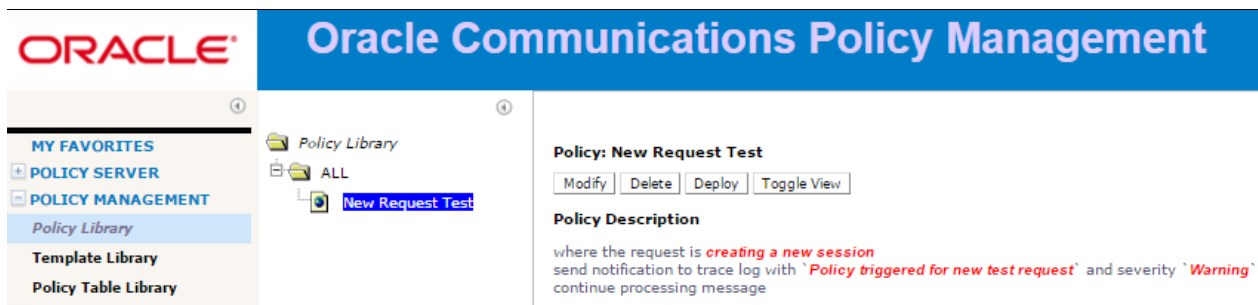 ORACLE
Oracle Communications Policy Management
MY FAVORITES
POLICY SERVER
POLICY MANAGEMENT
Policy Library
Template Library
Policy Table Library
Policy Library
ALL
New Request Test
Policy: New Request Test
Modify Delete Deploy Toggle View
Policy Description
where the request is creating a new session
send notification to trace log with `Policy triggered for new test request` and severity `Warning`
continue processing message